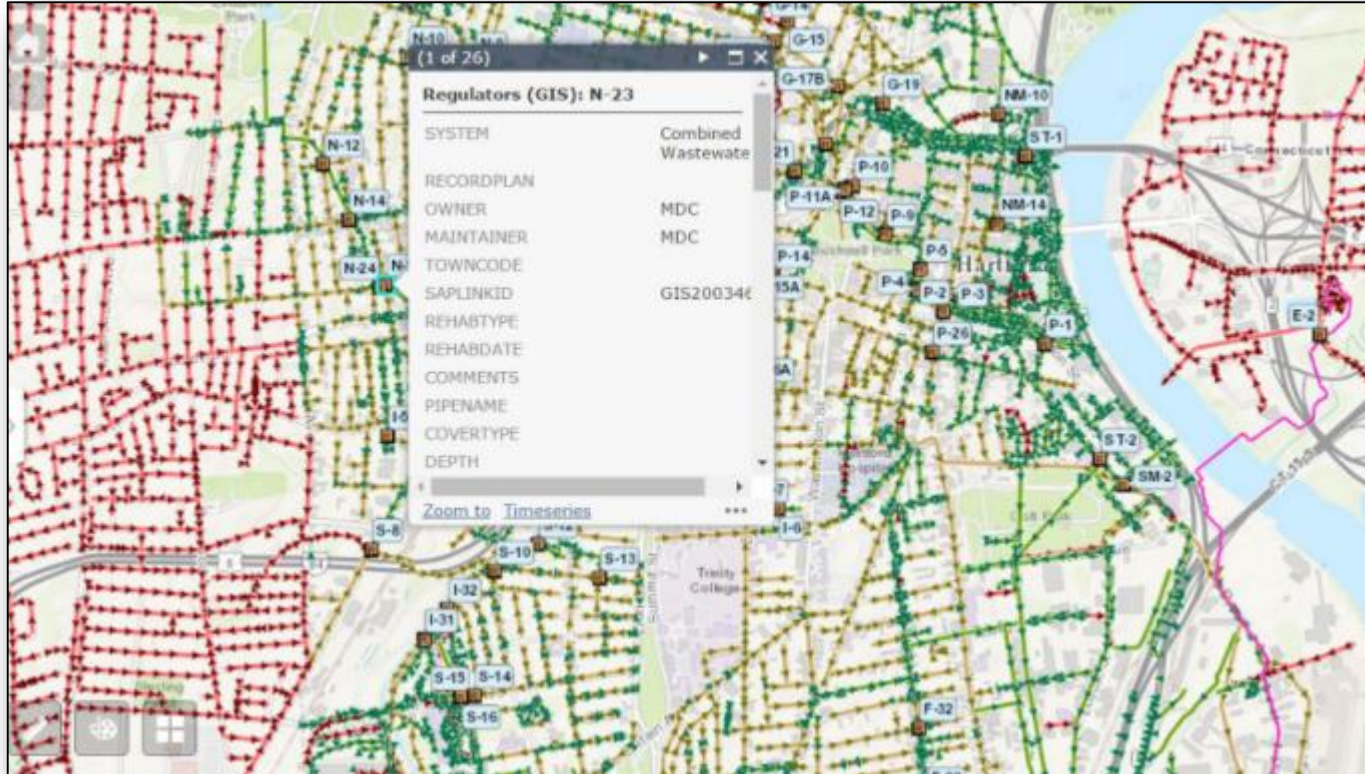 N-10
G-15
(1 of 26)
G-17B
G-19
NM-10
Regulators (GIS): N-23
SYSTEM Combined
Wastewate
ST-1
N-12
RECORDPLAN
P-10
P-11A
OWNER MDC
P-12
N-14
MAINTAINER MDC
P-9
NM-14
TOWNCODE
P-14
P-5
N-24
SAPLINKID GIS200346
P-4
P-2
P-3
REHABTYPE
E-2
REHABDATE
P-26
P-1
COMMENTS
PIPENAME
COVERTYPE
ST-2
DEPTH
SM-2
Zoom to Timeseries
I-6
S-8
S-10
S-13
Trinity
College
I-32
I-31
S-15
S-14
S-16
F-32